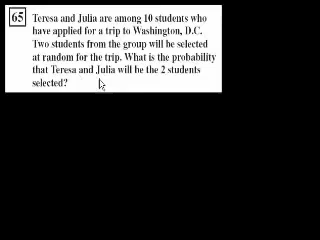 65 Teresa and Julia are among 10 students who
have applied for a trip to Washington, D.C.
Two students from the group will be selected
at random for the trip. What is the probability
that Teresa and Julia will be the 2 students
selected?